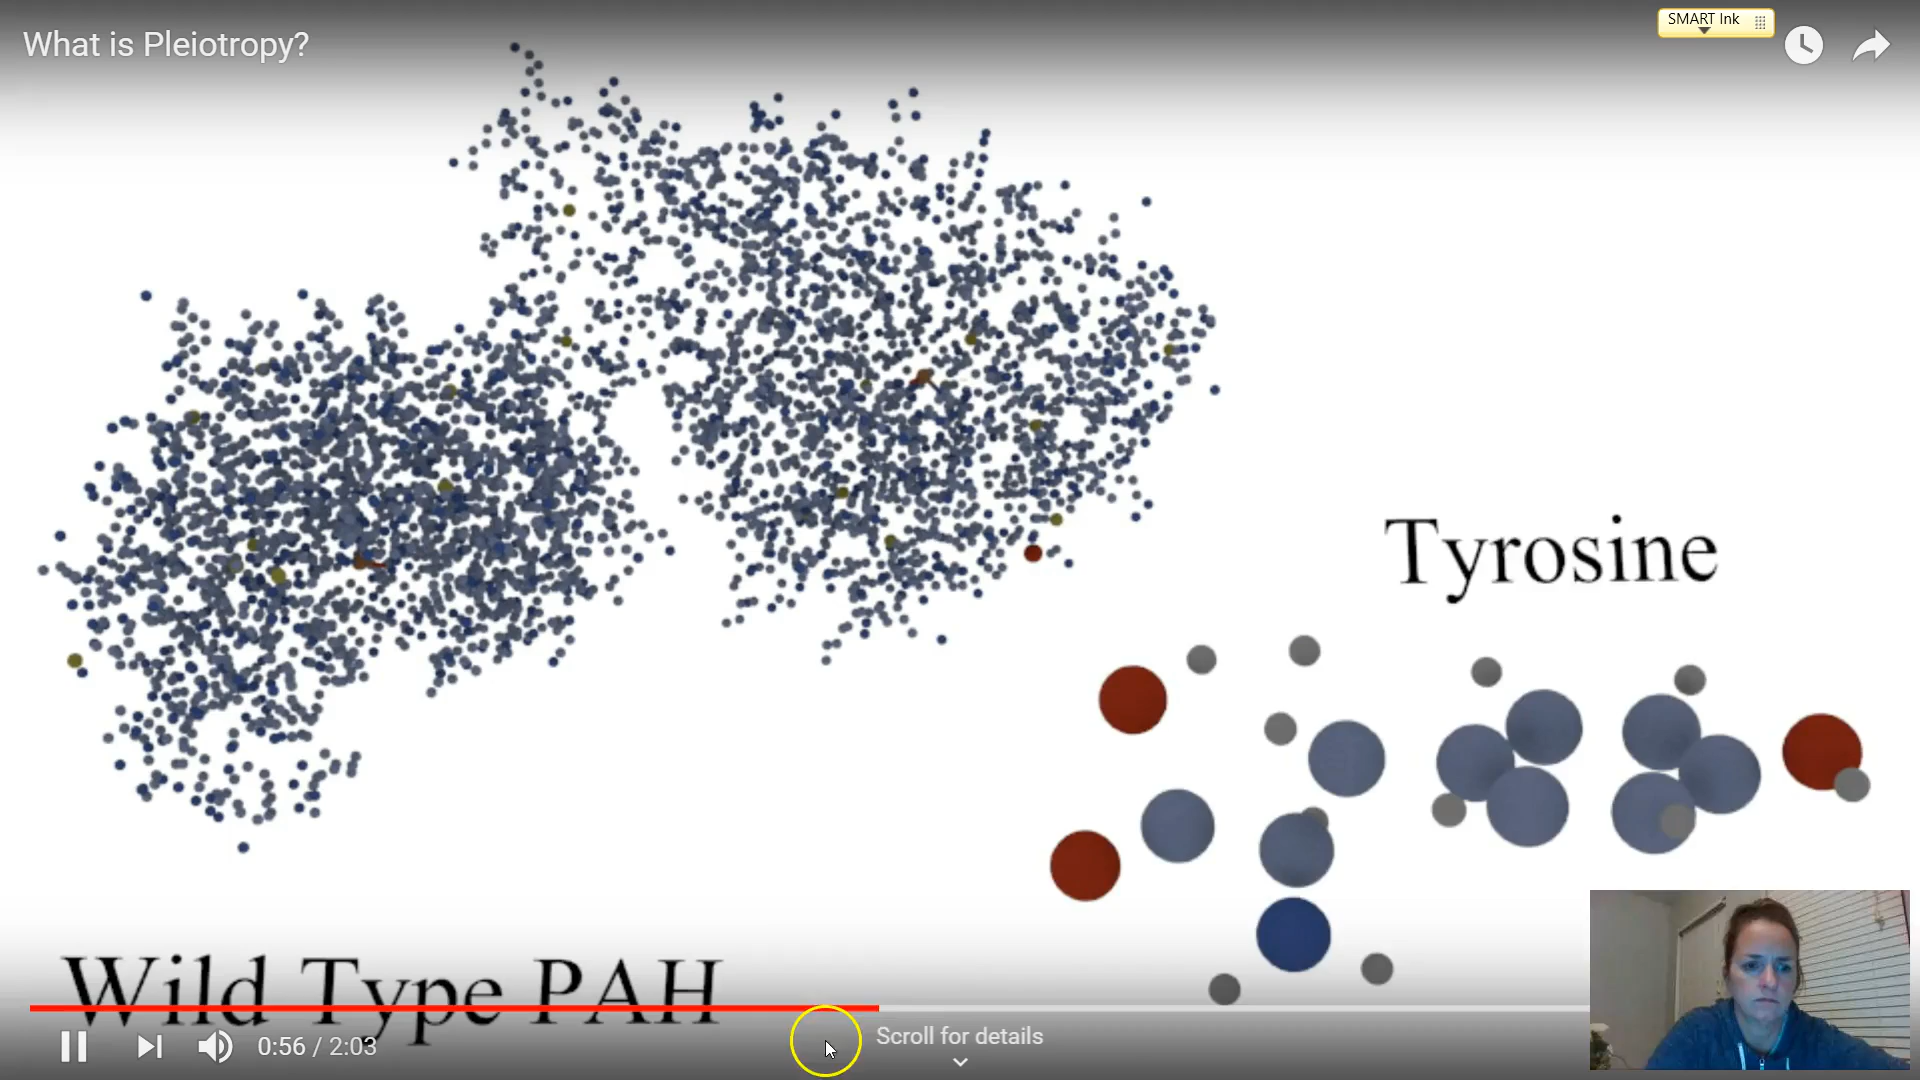 What is Pleiotropy?
SMART Ink
Tyrosine
Wild Type PAH
0:56 / 2:03
Scroll for details